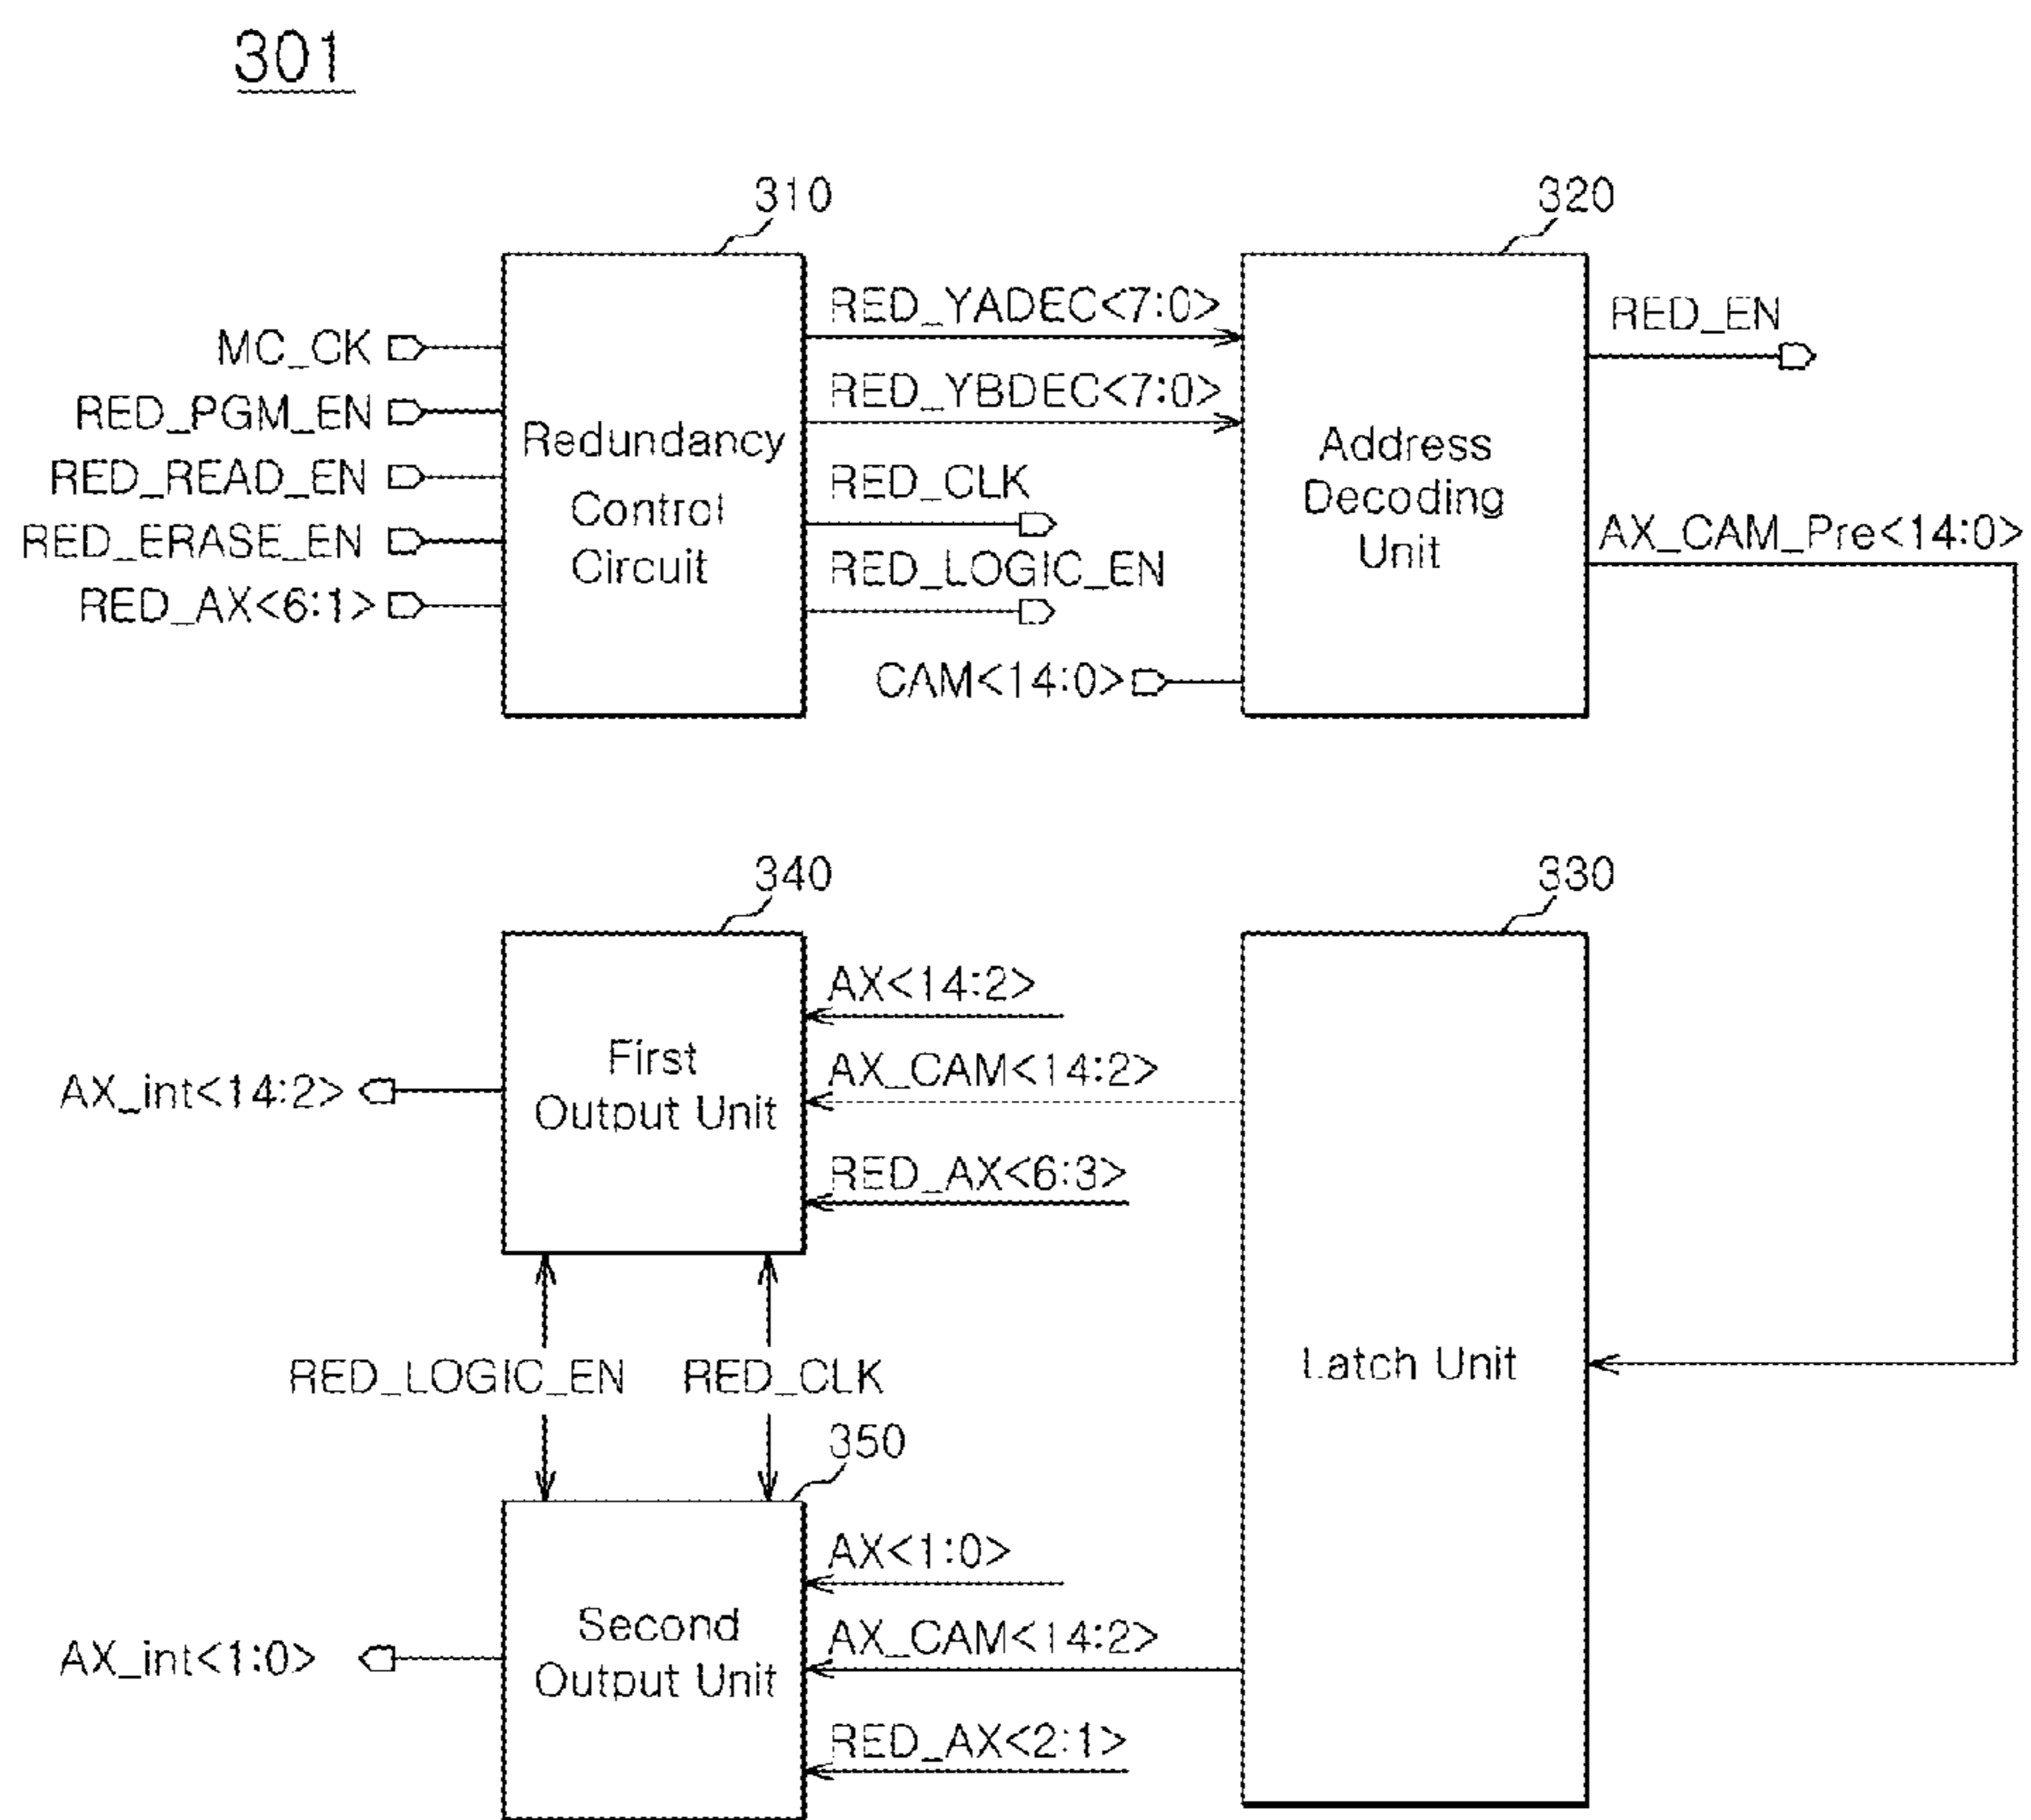 301
310
320
MC_CK
RED_PGM_EN
RED_READ_EN
RED_ERASE_EN
RED_AX<6:1>
Redundancy
Control
Circuit
RED_YADEC<7:0>
RED_YBDEC<7:0>
RED_CLK
RED_LOGIC_EN
CAM<14:0>
Address
Decoding
Unit
RED_EN
AX_CAM_Pre<14:0>
340
330
AX_int<14:2>
First
Output Unit
AX<14:2>
AX_CAM<14:2>
RED_AX<6:3>
Latch Unit
RED_LOGIC_EN
RED_CLK
350
AX_int<1:0>
Second
Output Unit
AX<1:0>
AX_CAM<14:2>
RED_AX<2:1>